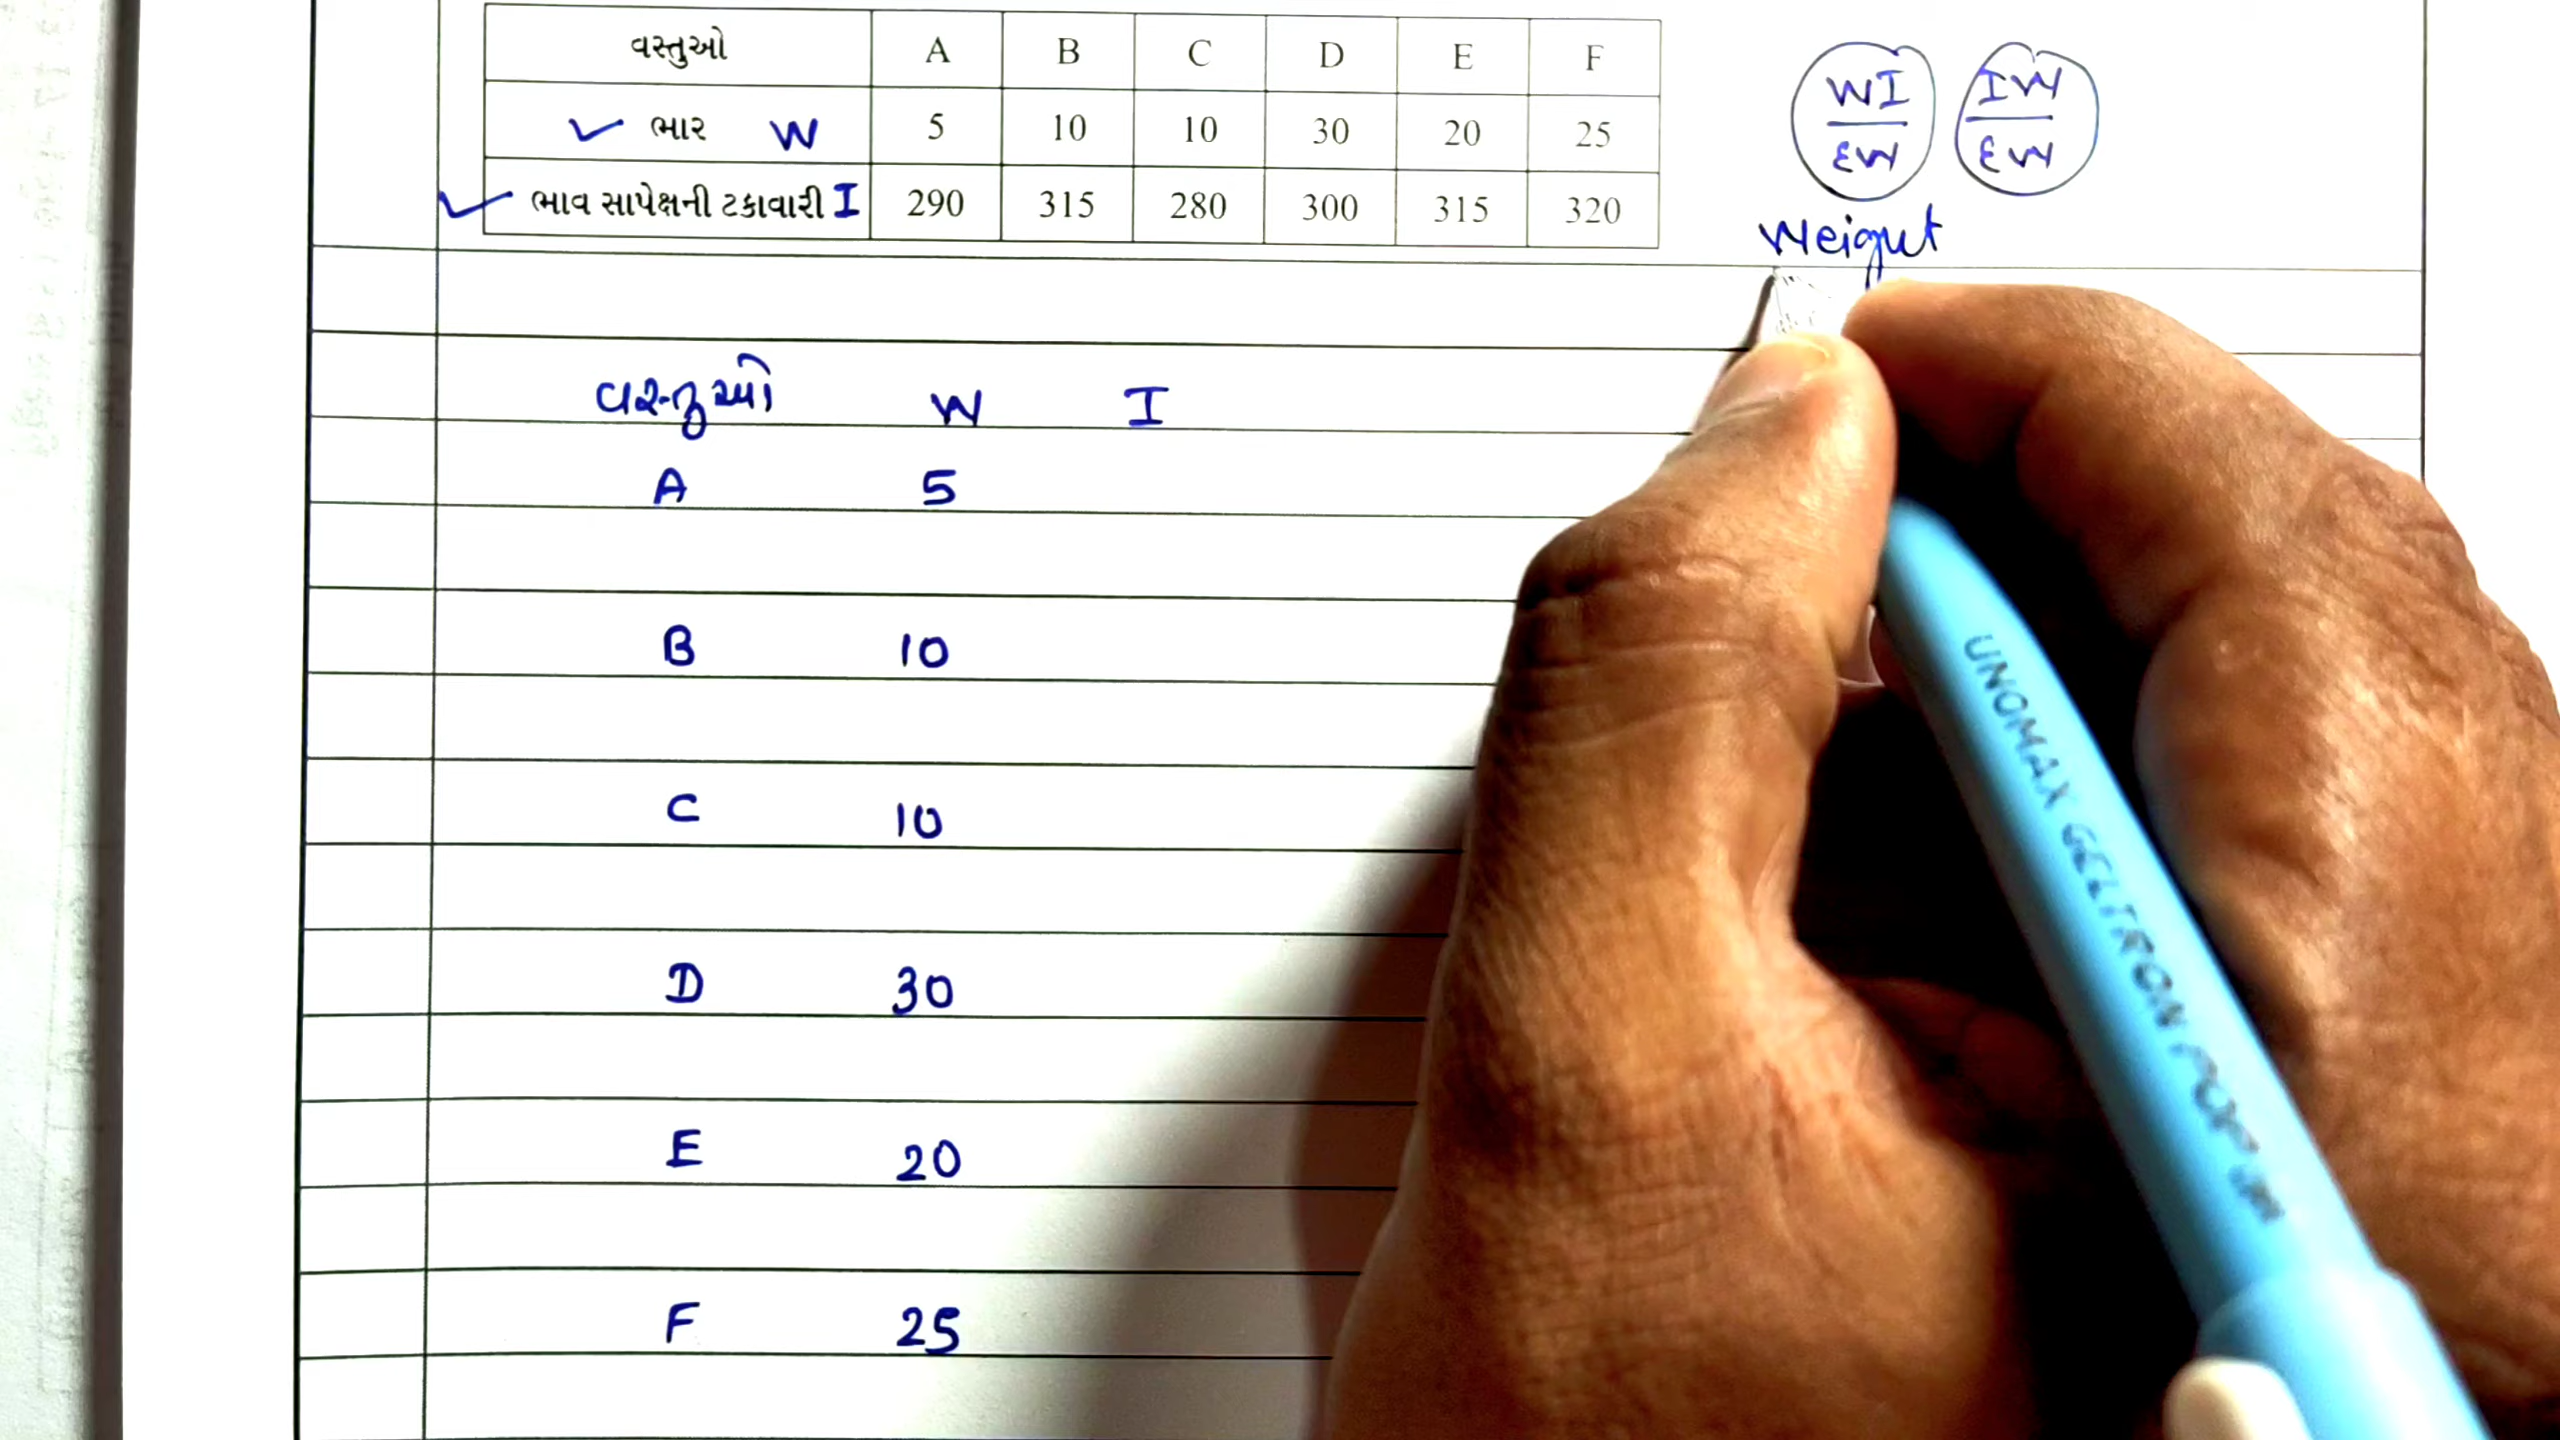 વસ્તુઓ A B C D E F
ભાર W 5 10 10 30 20 25
ભાવ સાપેક્ષની ટકાવારી I 290 315 280 300 315 320
WI IW
ΣW ΣW
Weight
વસ્તુઓ W I
A 5
B 10
C 10
D 30
E 20
F 25
UNOMAX GELTRON POP